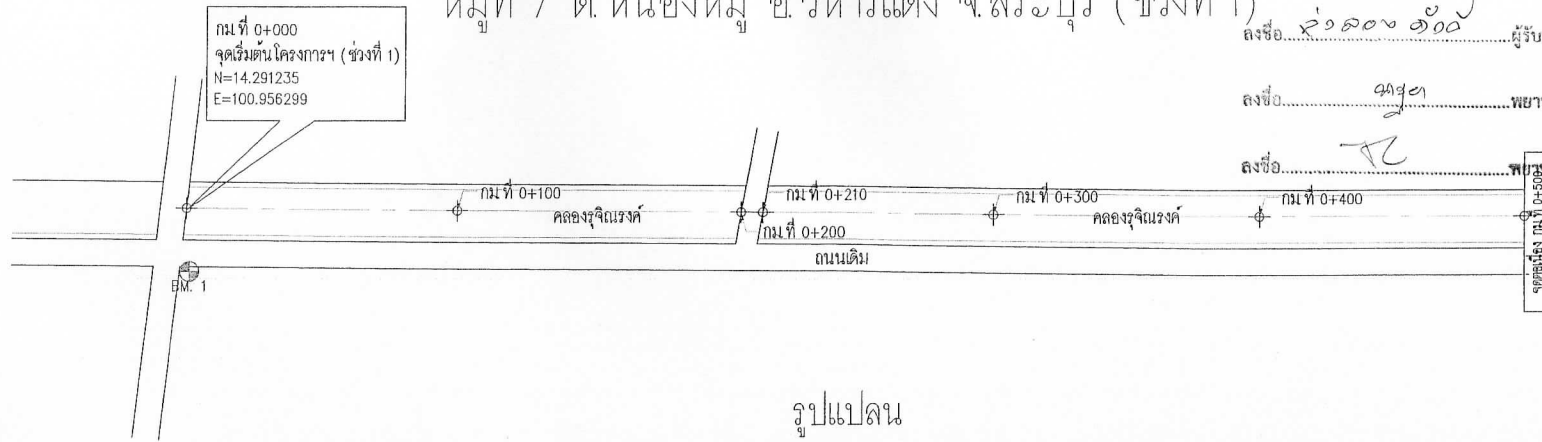 หมู่ที่ 7 ต.หนองหมู อ.วิหารแดง จ.สระบุรี (ช่วงที่ 1)
กม.ที่ 0+000
จุดเริ่มต้นโครงการฯ (ช่วงที่ 1)
N=14.291235
E=100.956299
ลงชื่อ ผู้รับ
ลงชื่อ พยาน
ลงชื่อ พยาน
กม.ที่ 0+100
คลองรุจิณรงค์
กม.ที่ 0+210
กม.ที่ 0+200
กม.ที่ 0+300
คลองรุจิณรงค์
กม.ที่ 0+400
จุดต่อเนื่อง กม.ที่ 0+500
ถนนเดิม
BM. 1
รูปแปลน